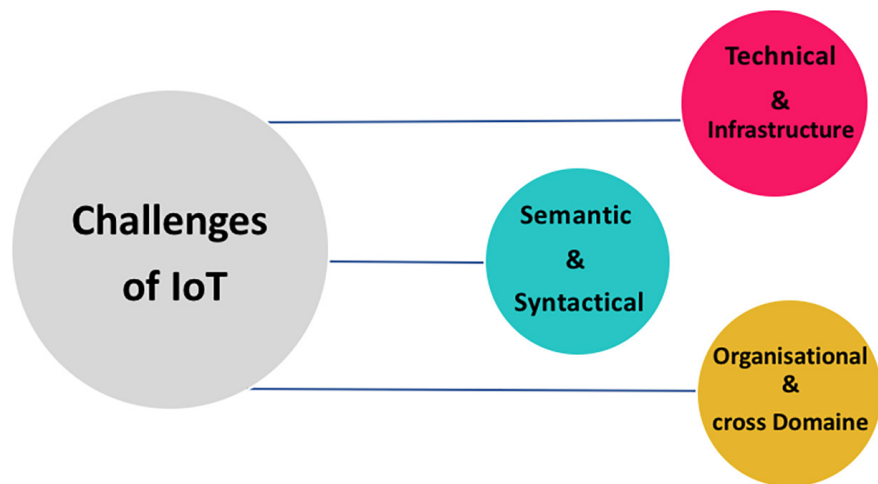 Challenges
of IoT
Technical
&
Infrastructure
Semantic
&
Syntactical
Organisational
&
cross Domaine